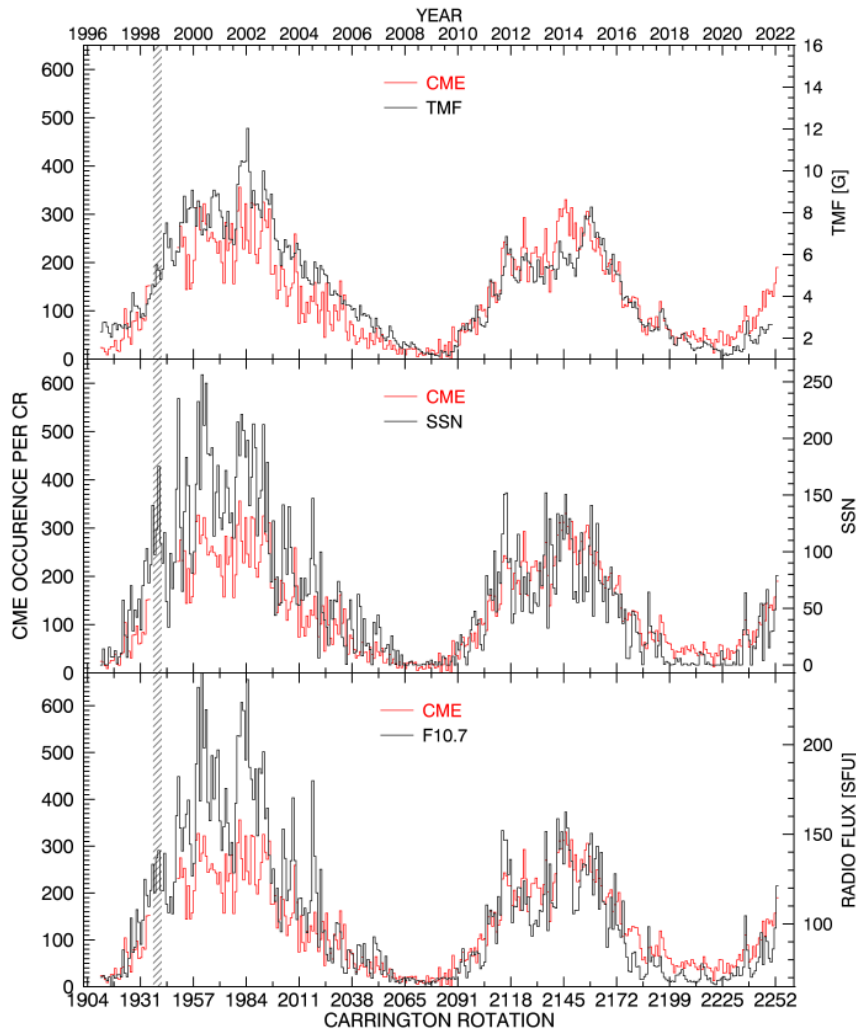 YEAR
1996 1998 2000 2002 2004 2006 2008 2010 2012 2014 2016 2018 2020 2022
CME
TMF
600
500
400
300
200
100
0
16
14
12
10
8
6
4
2
TMF [G]
CME
SSN
600
500
400
300
200
100
0
250
200
150
100
50
0
SSN
CME OCCURENCE PER CR
CME
F10.7
600
500
400
300
200
100
0
200
150
100
RADIO FLUX [SFU]
1904 1931 1957 1984 2011 2038 2065 2091 2118 2145 2172 2199 2225 2252
CARRINGTON ROTATION